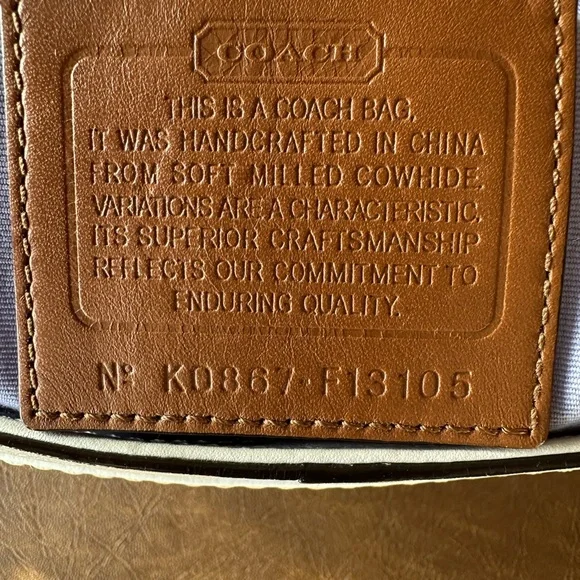 COACH
THIS IS A COACH BAG,
IT WAS HANDCRAFTED IN CHINA
FROM SOFT MILLED COWHIDE,
VARIATIONS ARE A CHARACTERISTIC,
ITS SUPERIOR CRAFTSMANSHIP
REFLECTS OUR COMMITMENT TO
ENDURING QUALITY.
Nº K0867-F13105